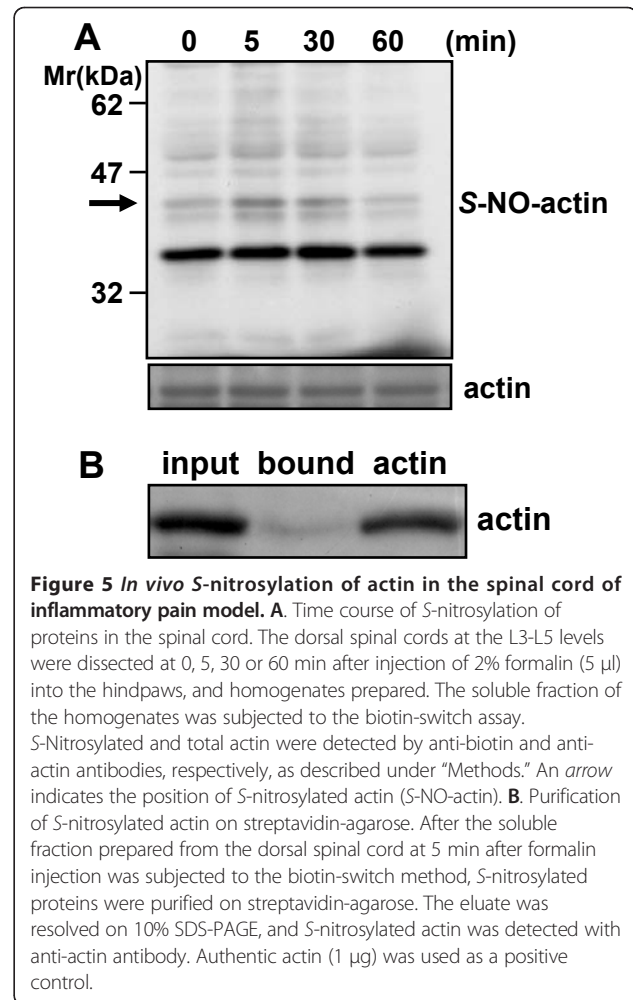 A
0 5 30 60 (min)
Mr(kDa)
62
47
S-NO-actin
32
actin
B
input bound actin
actin
Figure 5 In vivo S-nitrosylation of actin in the spinal cord of
inflammatory pain model. A. Time course of S-nitrosylation of
proteins in the spinal cord. The dorsal spinal cords at the L3-L5 levels
were dissected at 0, 5, 30 or 60 min after injection of 2% formalin (5 μl)
into the hindpaws, and homogenates prepared. The soluble fraction of
the homogenates was subjected to the biotin-switch assay.
S-Nitrosylated and total actin were detected by anti-biotin and anti-
actin antibodies, respectively, as described under “Methods.” An arrow
indicates the position of S-nitrosylated actin (S-NO-actin). B. Purification
of S-nitrosylated actin on streptavidin-agarose. After the soluble
fraction prepared from the dorsal spinal cord at 5 min after formalin
injection was subjected to the biotin-switch method, S-nitrosylated
proteins were purified on streptavidin-agarose. The eluate was
resolved on 10% SDS-PAGE, and S-nitrosylated actin was detected with
anti-actin antibody. Authentic actin (1 μg) was used as a positive
control.